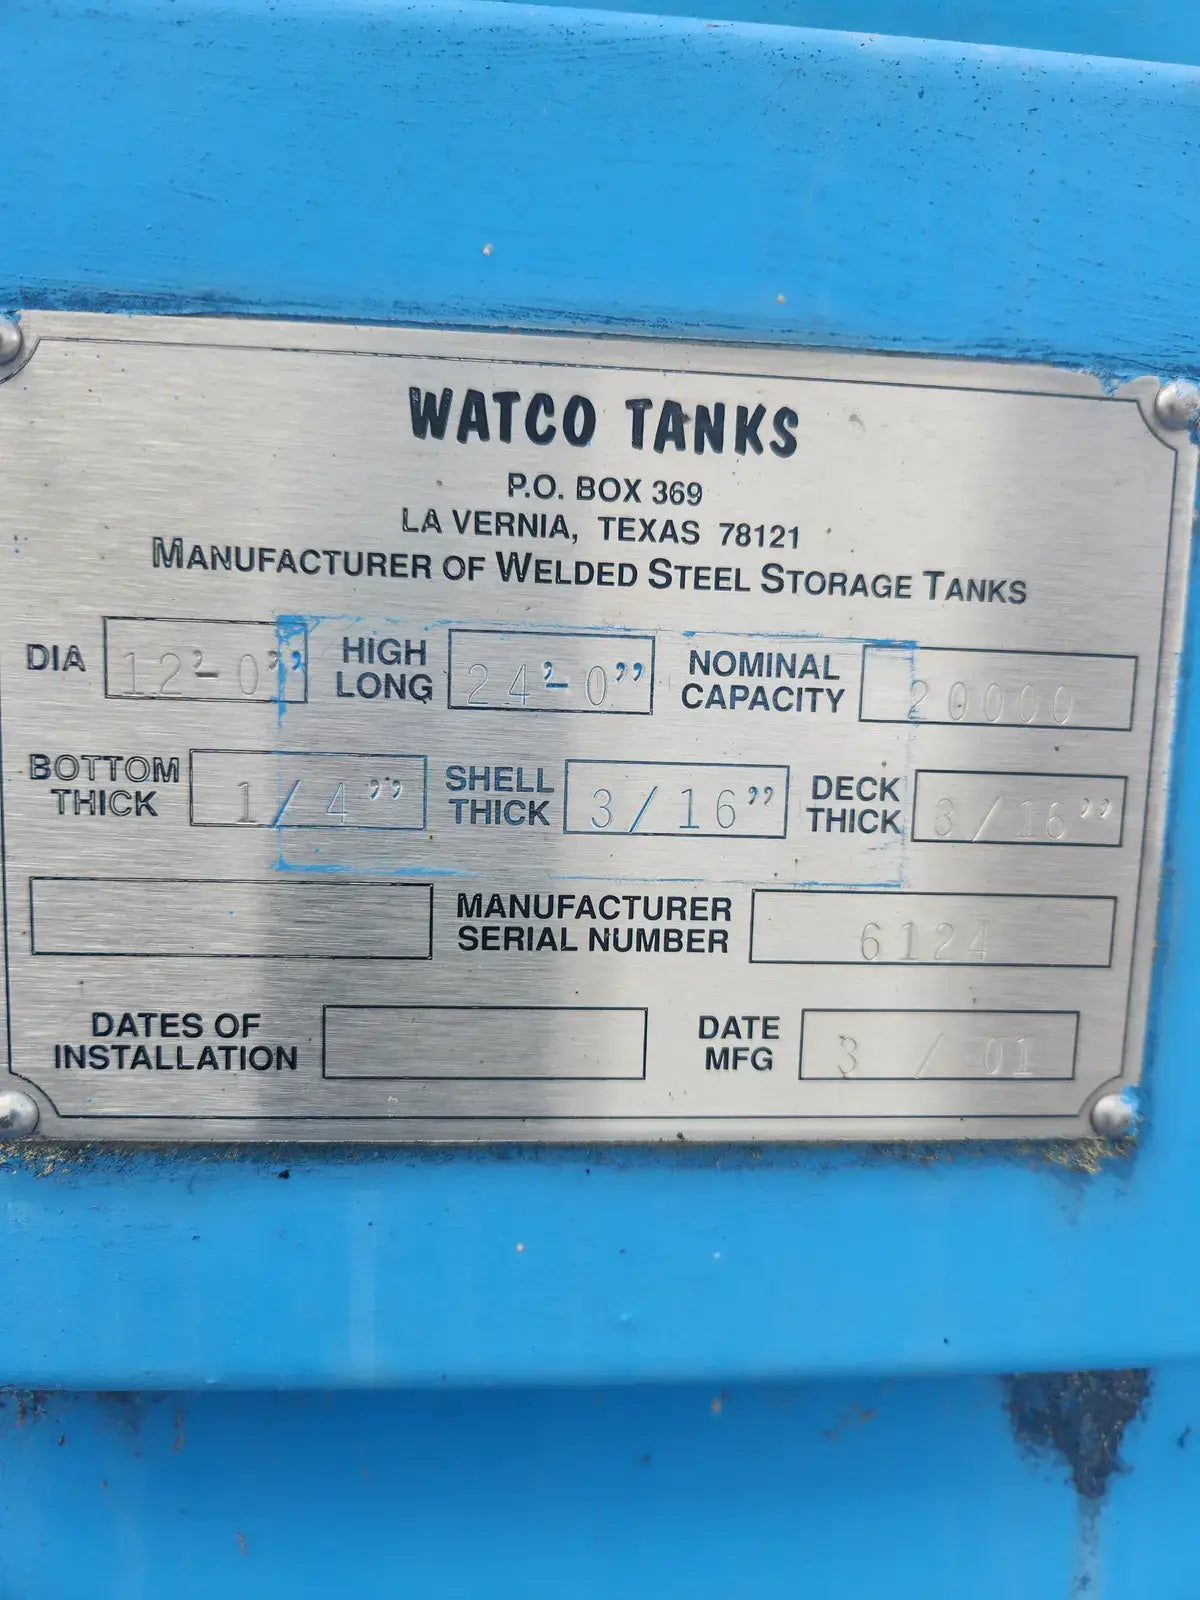 WATCO TANKS
P.O. BOX 369
LA VERNIA, TEXAS 78121
MANUFACTURER OF WELDED STEEL STORAGE TANKS
DIA 12'-0" HIGH LONG 24'-0" NOMINAL CAPACITY 20000
BOTTOM THICK 1/4" SHELL THICK 3/16" DECK THICK 3/16"
MANUFACTURER SERIAL NUMBER 6124
DATES OF INSTALLATION DATE MFG 3 / 01